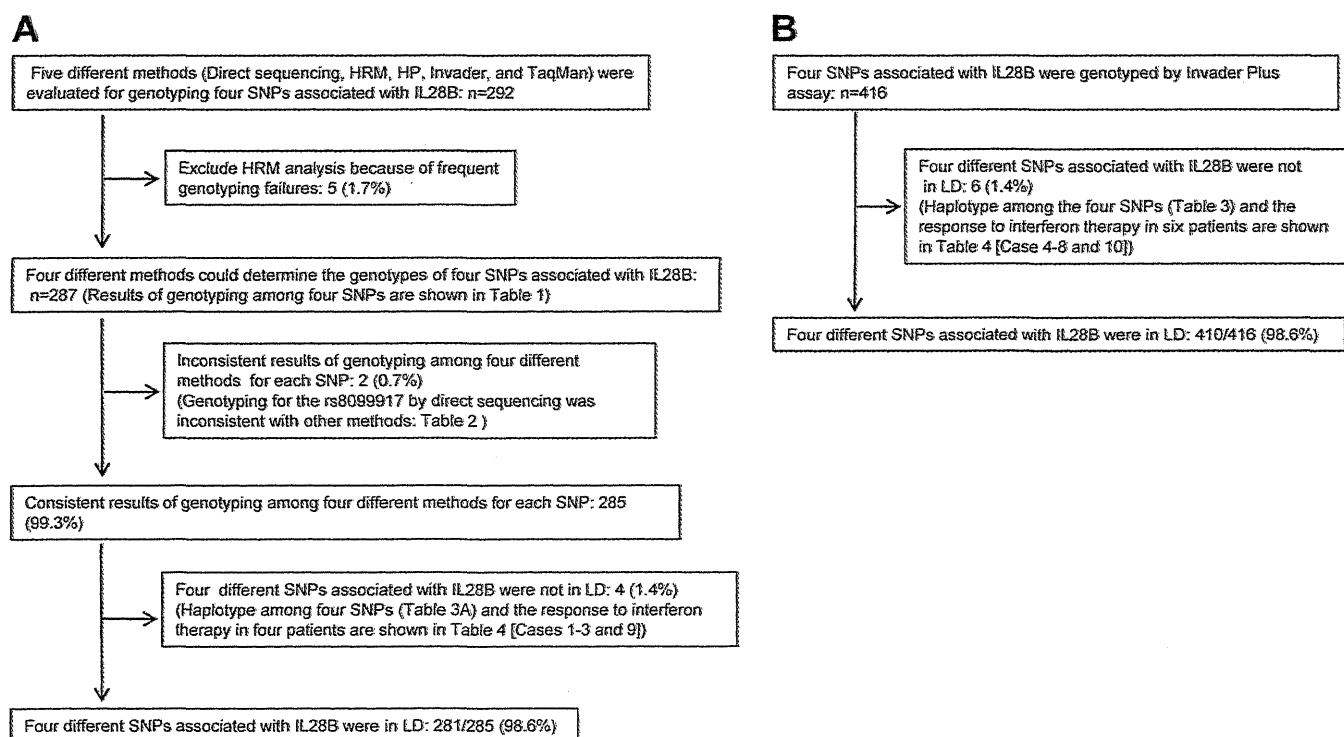 A
Five different methods (Direct sequencing, HRM, HP, Invader, and TaqMan) were
evaluated for genotyping four SNPs associated with IL28B: n=292
Exclude HRM analysis because of frequent
genotyping failures: 5 (1.7%)
Four different methods could determine the genotypes of four SNPs associated with IL28B:
n=287 (Results of genotyping among four SNPs are shown in Table 1)
Inconsistent results of genotyping among four different
methods for each SNP: 2 (0.7%)
(Genotyping for the rs8099917 by direct sequencing was
inconsistent with other methods: Table 2 )
Consistent results of genotyping among four different methods for each SNP: 285
(99.3%)
Four different SNPs associated with IL28B were not in LD: 4 (1.4%)
(Haplotype among four SNPs (Table 3A) and the response to interferon
therapy in four patients are shown in Table 4 [Cases 1-3 and 9])
Four different SNPs associated with IL28B were in LD: 281/285 (98.6%)
B
Four SNPs associated with IL28B were genotyped by Invader Plus
assay: n=416
Four different SNPs associated with IL28B were not
in LD: 6 (1.4%)
(Haplotype among the four SNPs (Table 3) and the
response to interferon therapy in six patients are shown
in Table 4 [Case 4-8 and 10])
Four different SNPs associated with IL28B were in LD: 410/416 (98.6%)